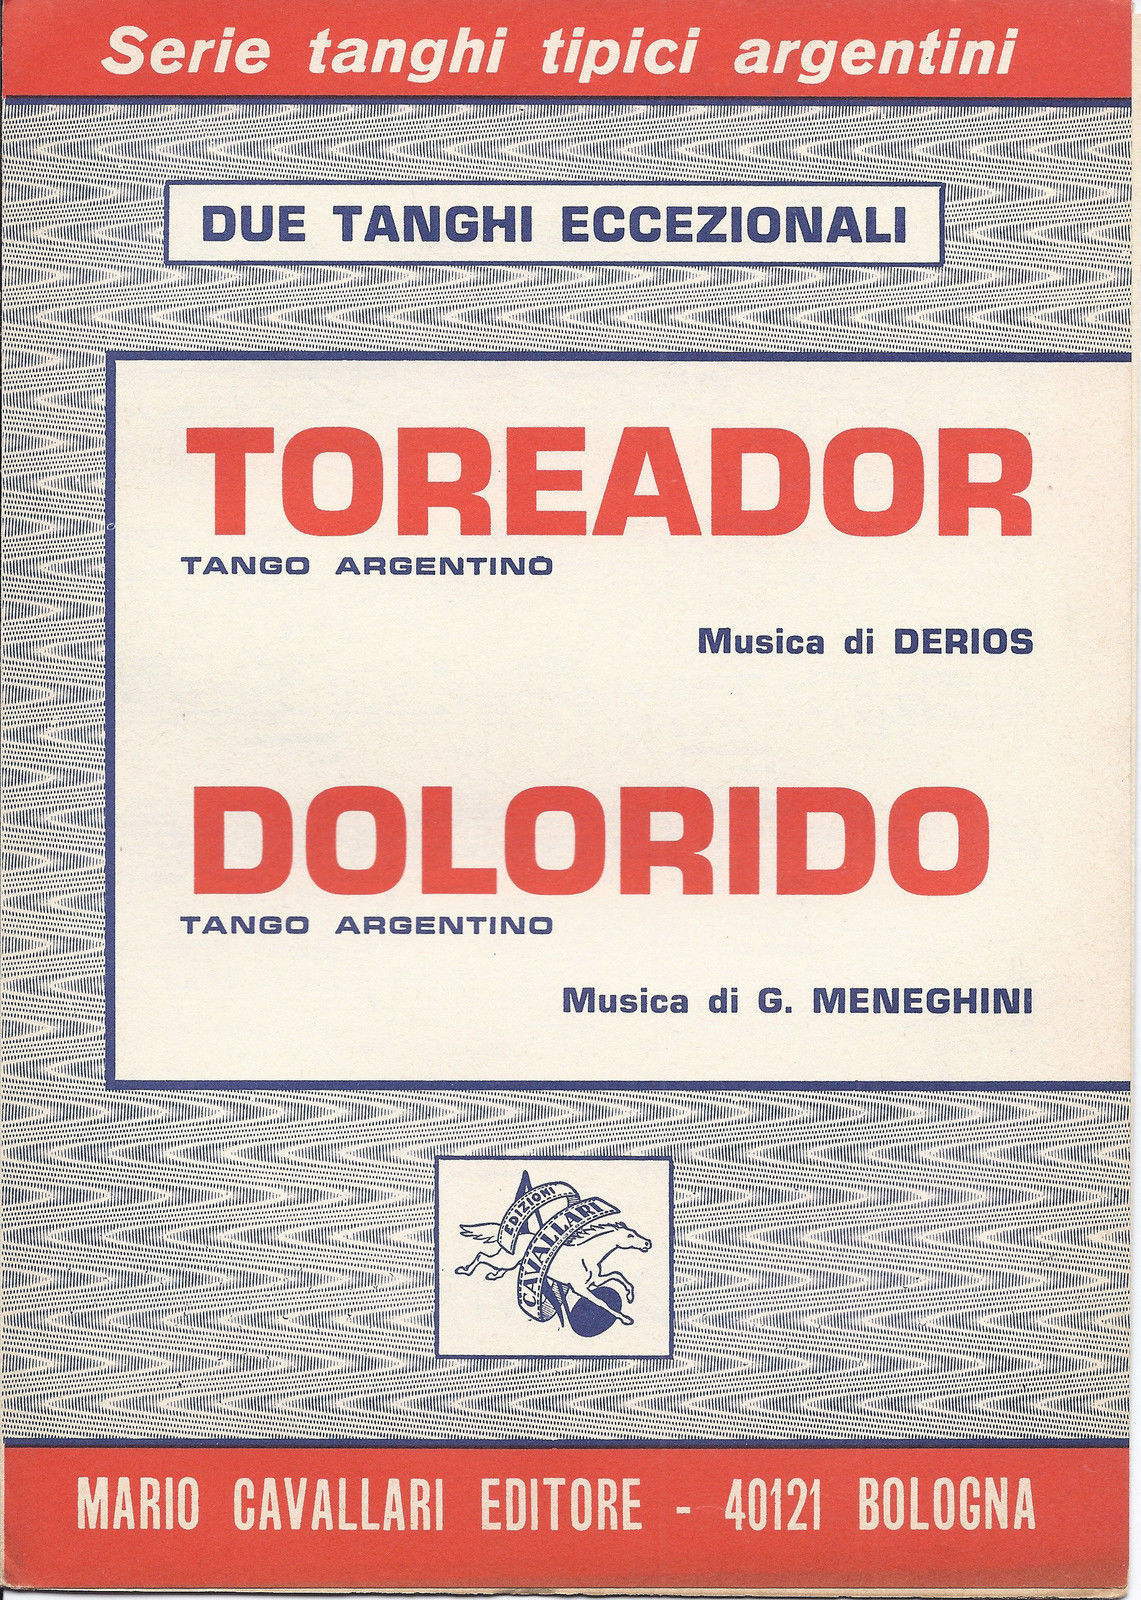 Serie tanghi tipici argentini
DUE TANGHI ECCEZIONALI
TOREADOR
TANGO ARGENTINO
Musica di DERIOS
DOLORIDO
TANGO ARGENTINO
Musica di G. MENEGHINI
EDIZIONI
CAVALLARI
MARIO CAVALLARI EDITORE - 40121 BOLOGNA